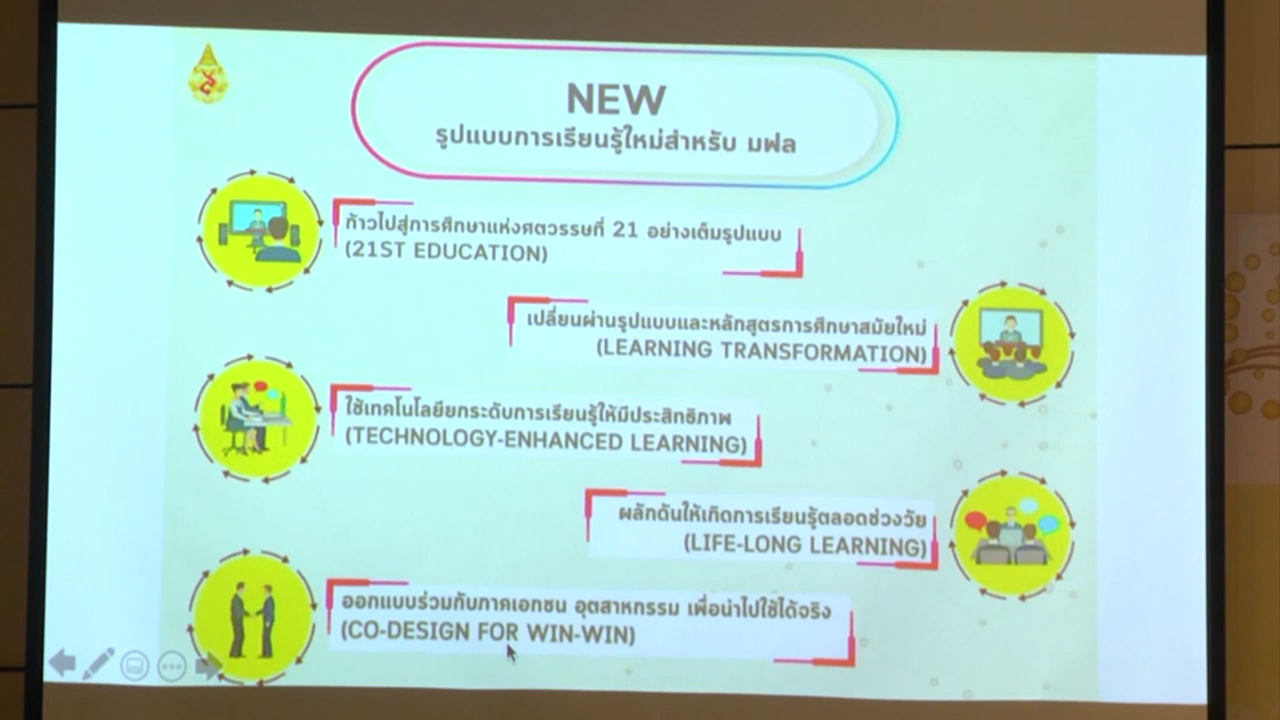 NEW
รูปแบบการเรียนรู้ใหม่สำหรับ มฟล
ก้าวไปสู่การศึกษาแห่งศตวรรษที่ 21 อย่างเต็มรูปแบบ
(21ST EDUCATION)
เปลี่ยนผ่านรูปแบบและหลักสูตรการศึกษาสมัยใหม่
(LEARNING TRANSFORMATION)
ใช้เทคโนโลยียกระดับการเรียนรู้ให้มีประสิทธิภาพ
(TECHNOLOGY-ENHANCED LEARNING)
ผลักดันให้เกิดการเรียนรู้ตลอดช่วงวัย
(LIFE-LONG LEARNING)
ออกแบบร่วมกับภาคเอกชน อุตสาหกรรม เพื่อนำไปใช้ได้จริง
(CO-DESIGN FOR WIN-WIN)